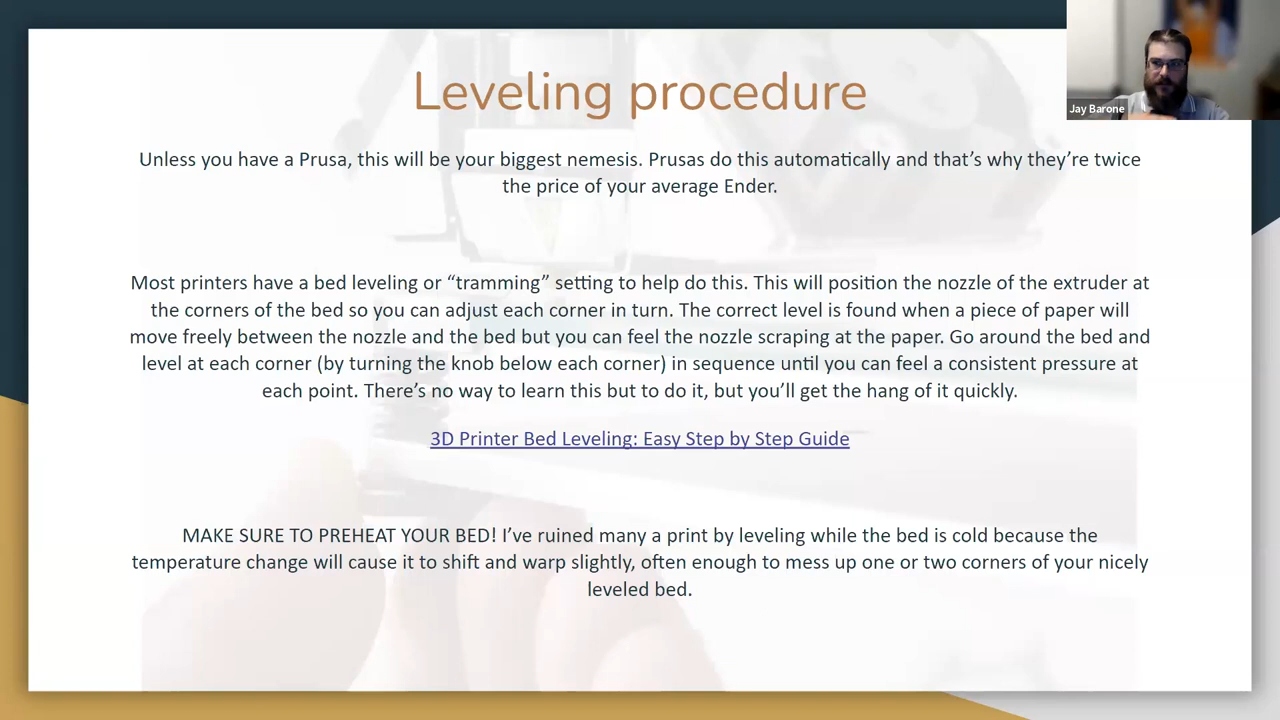 Leveling procedure
Jay Barone
Unless you have a Prusa, this will be your biggest nemesis. Prusas do this automatically and that’s why they’re twice
the price of your average Ender.
Most printers have a bed leveling or “tramming” setting to help do this. This will position the nozzle of the extruder at
the corners of the bed so you can adjust each corner in turn. The correct level is found when a piece of paper will
move freely between the nozzle and the bed but you can feel the nozzle scraping at the paper. Go around the bed and
level at each corner (by turning the knob below each corner) in sequence until you can feel a consistent pressure at
each point. There’s no way to learn this but to do it, but you’ll get the hang of it quickly.
3D Printer Bed Leveling: Easy Step by Step Guide
MAKE SURE TO PREHEAT YOUR BED! I’ve ruined many a print by leveling while the bed is cold because the
temperature change will cause it to shift and warp slightly, often enough to mess up one or two corners of your nicely
leveled bed.